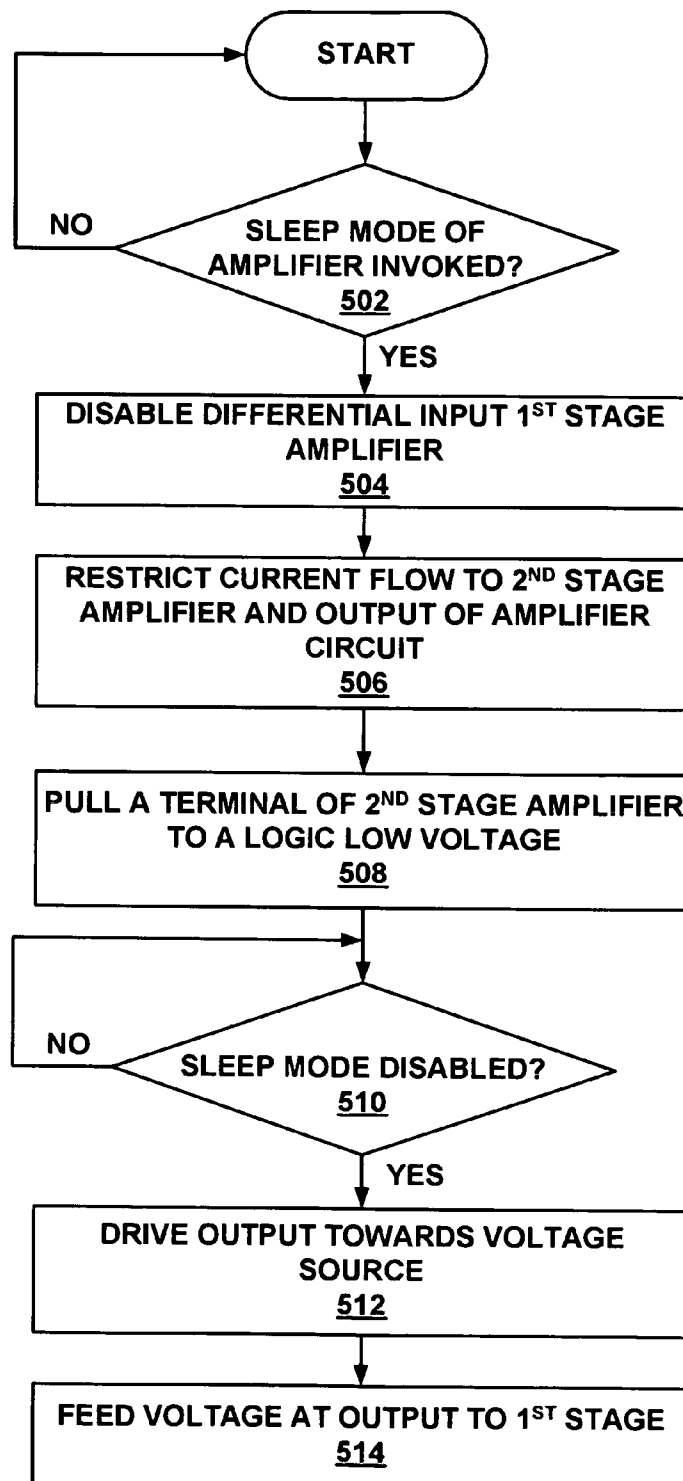 START
NO
SLEEP MODE OF
AMPLIFIER INVOKED?
502
YES
DISABLE DIFFERENTIAL INPUT 1ST STAGE
AMPLIFIER
504
RESTRICT CURRENT FLOW TO 2ND STAGE
AMPLIFIER AND OUTPUT OF AMPLIFIER
CIRCUIT
506
PULL A TERMINAL OF 2ND STAGE AMPLIFIER
TO A LOGIC LOW VOLTAGE
508
NO
SLEEP MODE DISABLED?
510
YES
DRIVE OUTPUT TOWARDS VOLTAGE
SOURCE
512
FEED VOLTAGE AT OUTPUT TO 1ST STAGE
514